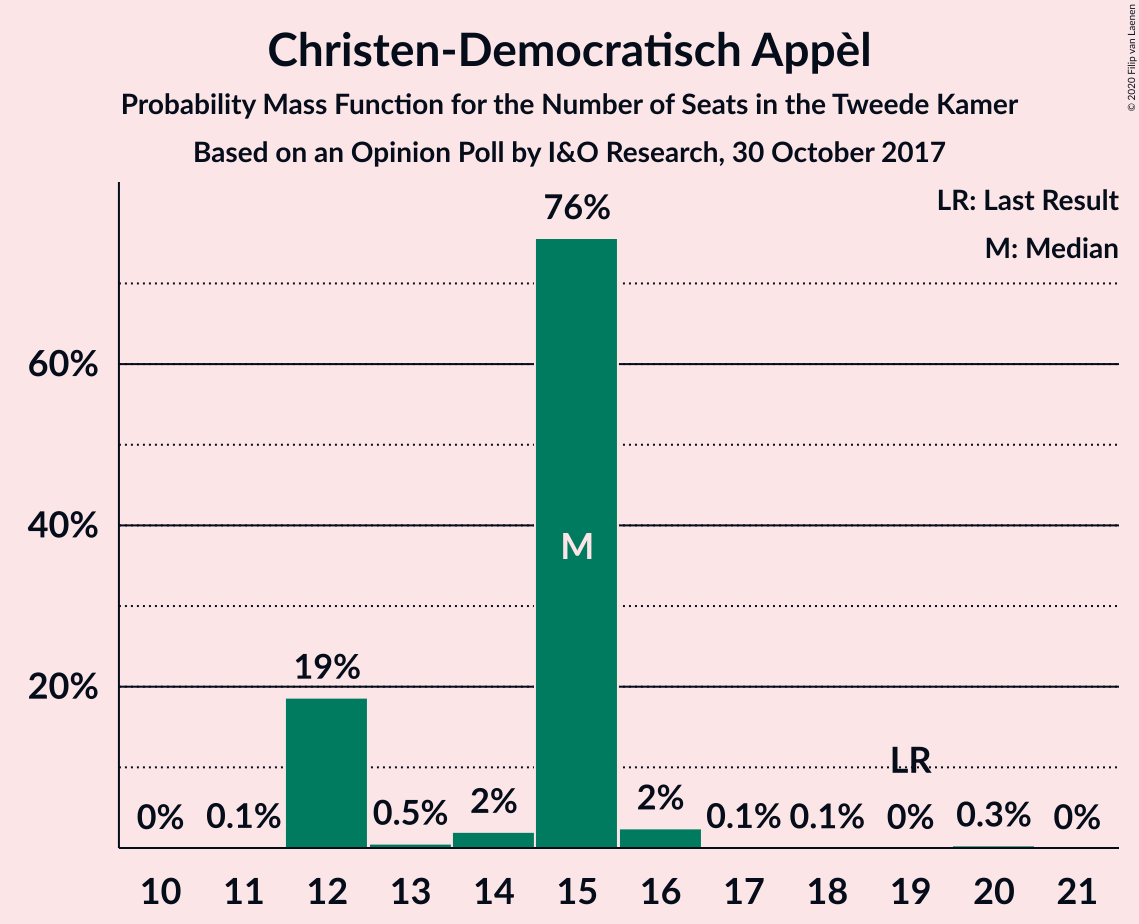 Christen-Democratisch Appèl
Probability Mass Function for the Number of Seats in the Tweede Kamer
Based on an Opinion Poll by I&O Research, 30 October 2017
© 2020 Filip van Laenen
LR: Last Result
M: Median
76%
60%
40%
M
19%
20%
LR
0% 0.1% 0.5% 2% 2% 0.1% 0.1% 0% 0.3% 0%
10 11 12 13 14 15 16 17 18 19 20 21